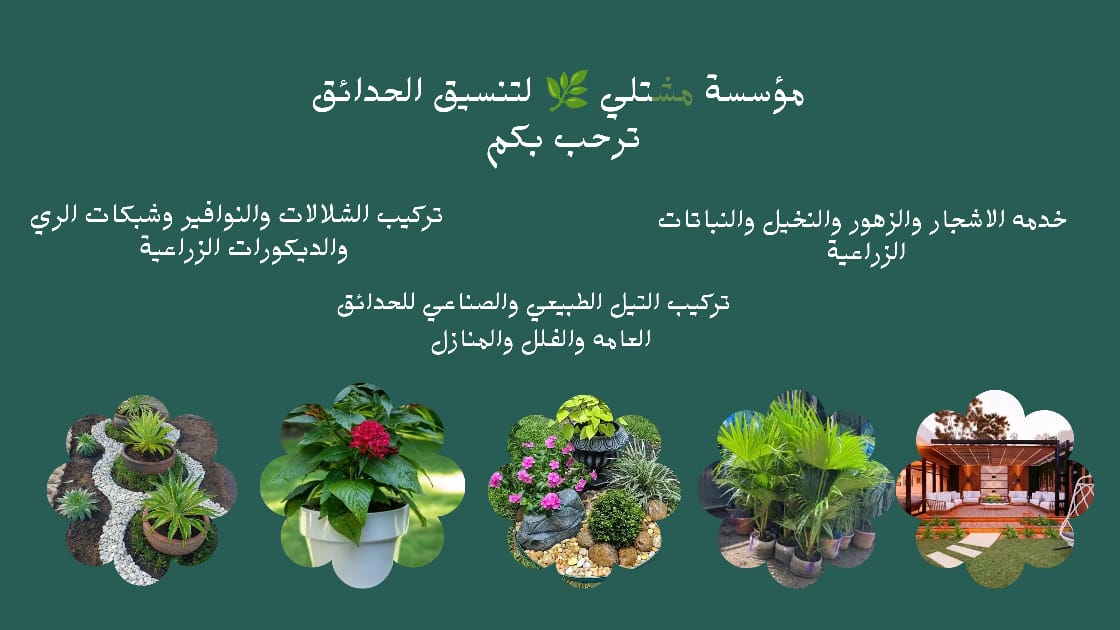 مؤسسة مشتلي 🌿 لتنسيق الحدائق
ترحب بكم
خدمه الاشجار والزهور والنخيل والنباتات
الزراعية
تركيب الشلالات والنوافير وشبكات الري
والديكورات الزراعية
تركيب التيل الطبيعي والصناعي للحدائق
العامه والفلل والمنازل